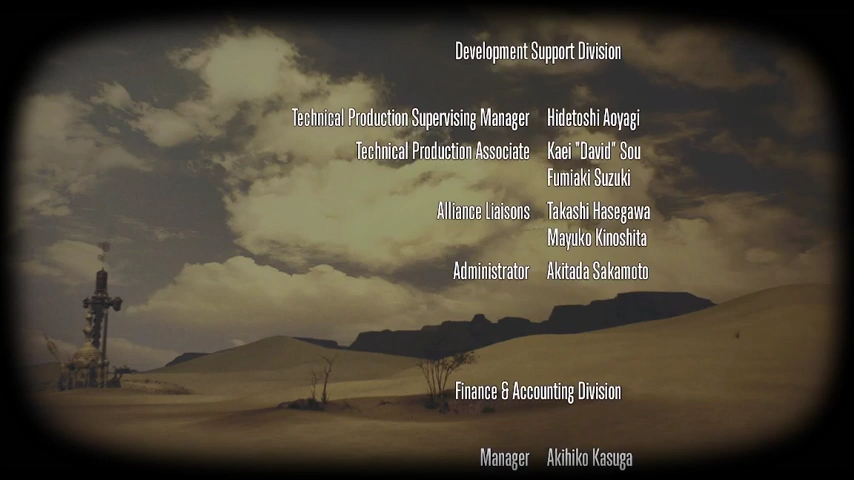 Development Support Division
Technical Production Supervising Manager Hidetoshi Aoyagi
Technical Production Associate Kaei "David" Sou
Fumiaki Suzuki
Alliance Liaisons Takashi Hasegawa
Mayuko Kinoshita
Administrator Akitada Sakamoto
Finance & Accounting Division
Manager Akihiko Kasuga